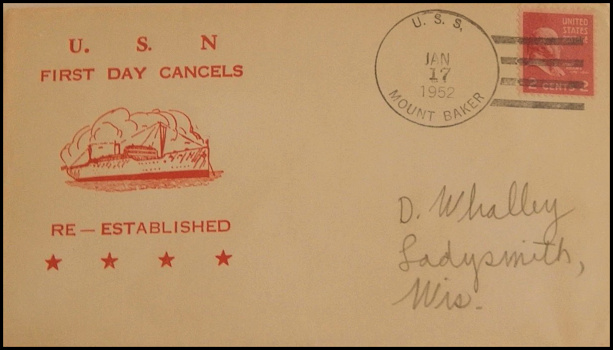 U. S. N
FIRST DAY CANCELS
RE — ESTABLISHED
U. S. S.
JAN
17
1952
MOUNT BAKER
UNITED
STATES
2 CENTS 2
D. Whalley
Ladysmith,
Wis.